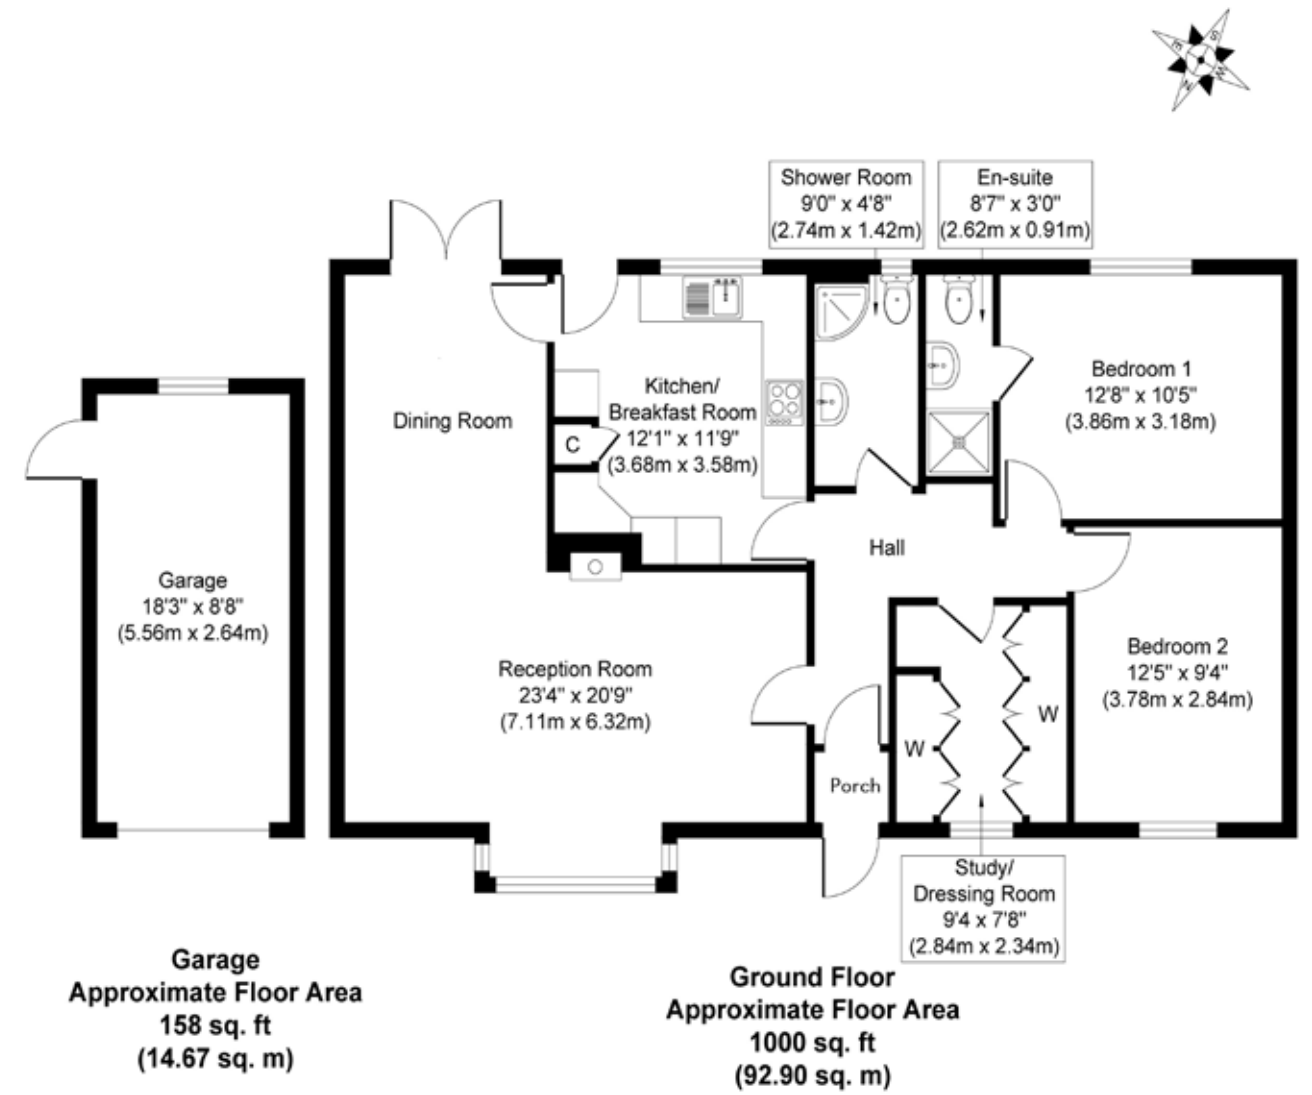 S
E
W
N
Shower Room
9'0" x 4'8"
(2.74m x 1.42m)
En-suite
8'7" x 3'0"
(2.62m x 0.91m)
Bedroom 1
12'8" x 10'5"
(3.86m x 3.18m)
Kitchen/
Breakfast Room
12'1" x 11'9"
(3.68m x 3.58m)
Dining Room
C
Hall
Garage
18'3" x 8'8"
(5.56m x 2.64m)
Reception Room
23'4" x 20'9"
(7.11m x 6.32m)
Bedroom 2
12'5" x 9'4"
(3.78m x 2.84m)
W
W
Porch
Study/
Dressing Room
9'4 x 7'8"
(2.84m x 2.34m)
Garage
Approximate Floor Area
158 sq. ft
(14.67 sq. m)
Ground Floor
Approximate Floor Area
1000 sq. ft
(92.90 sq. m)